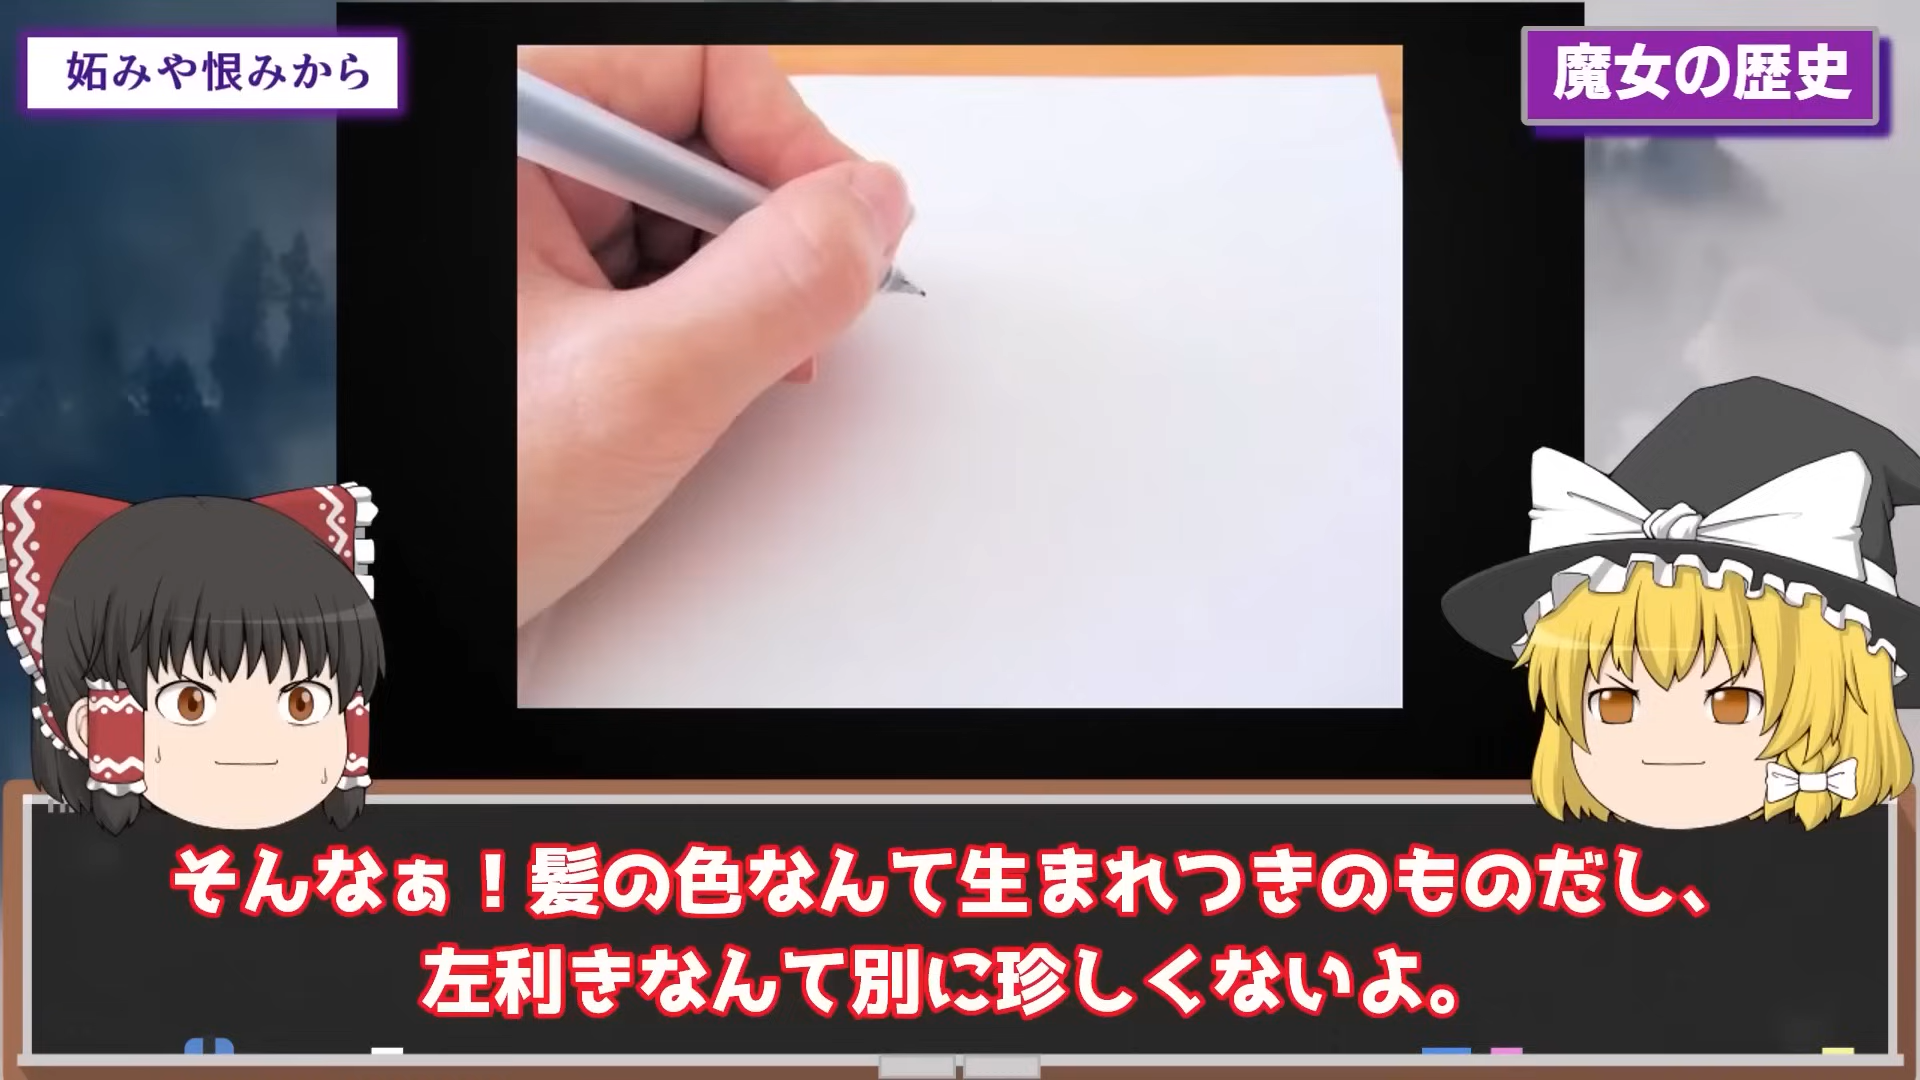 妬みや恨みから
魔女の歴史
そんなぁ！髪の色なんて生まれつきのものだし、
左利きなんて別に珍しくないよ。